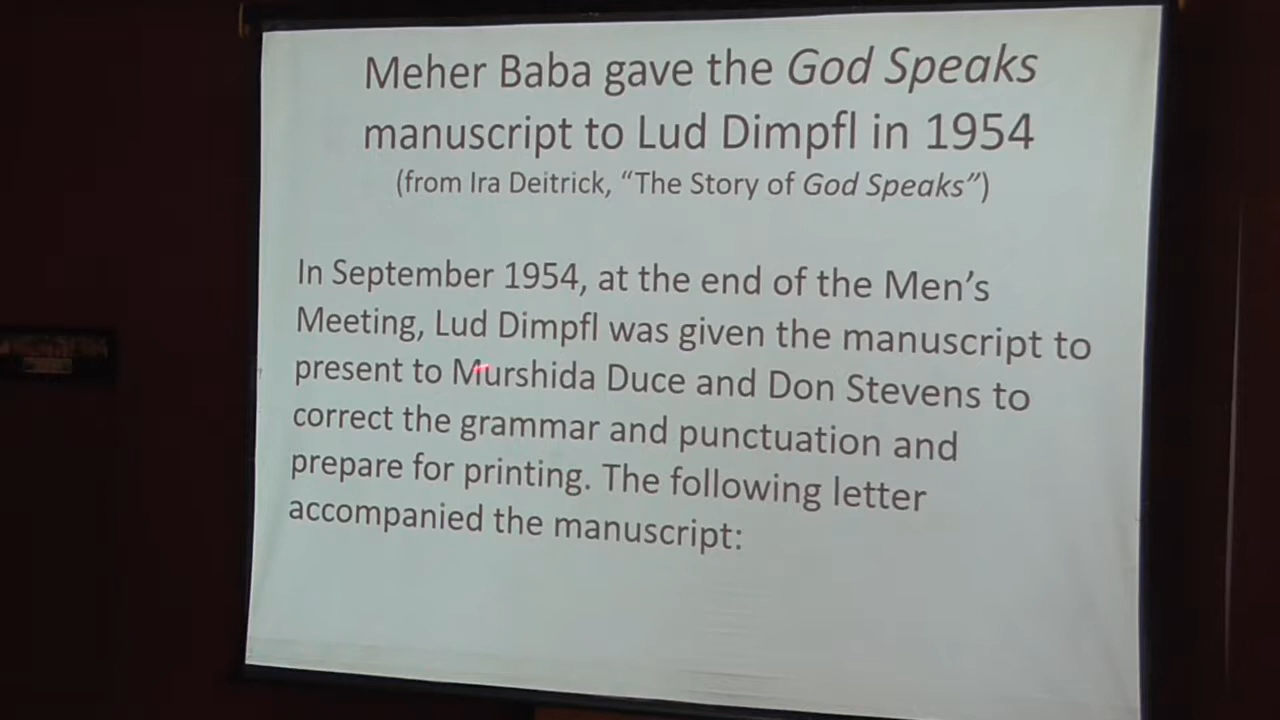 Meher Baba gave the God Speaks
manuscript to Lud Dimpfl in 1954
(from Ira Deitrick, “The Story of God Speaks”)
In September 1954, at the end of the Men’s
Meeting, Lud Dimpfl was given the manuscript to
present to Murshida Duce and Don Stevens to
correct the grammar and punctuation and
prepare for printing. The following letter
accompanied the manuscript: